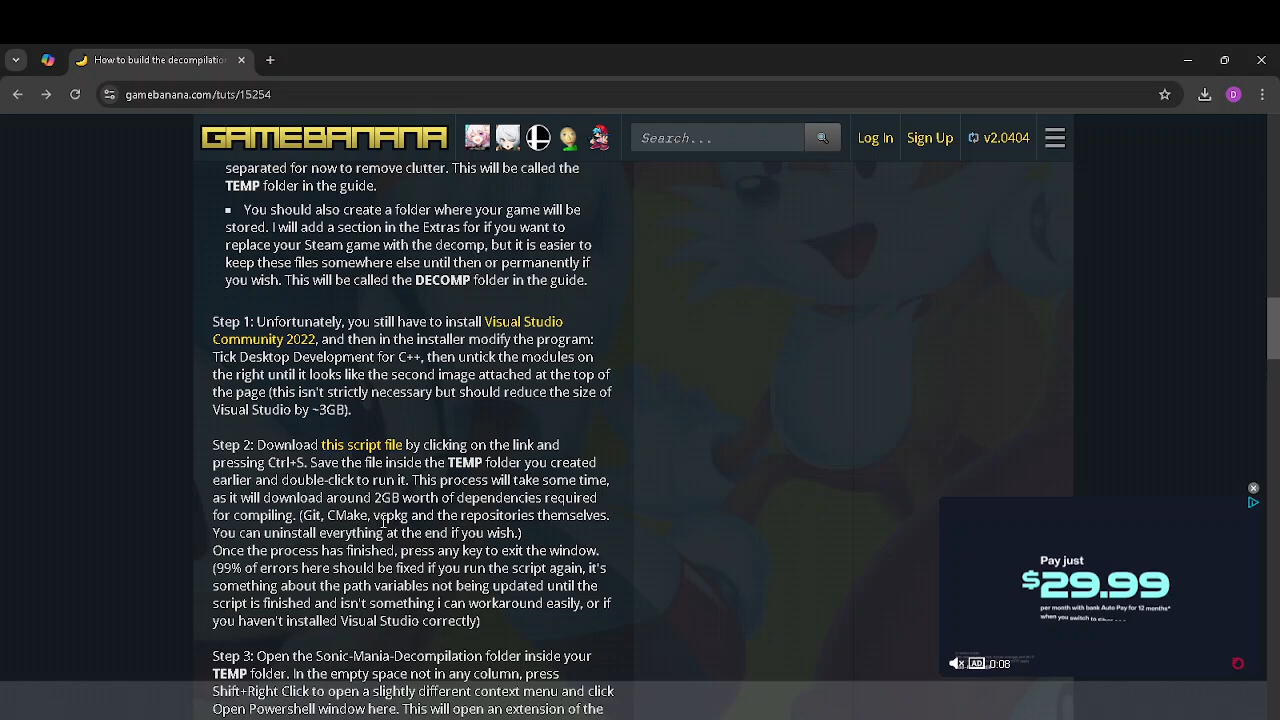 How to build the decompilation
gamebanana.com/tuts/15254
D
GAMEBANANA
Search...
Log In
Sign Up
v2.0404
separated for now to remove clutter. This will be called the
TEMP folder in the guide.
You should also create a folder where your game will be
stored. I will add a section in the Extras for if you want to
replace your Steam game with the decomp, but it is easier to
keep these files somewhere else until then or permanently if
you wish. This will be called the DECOMP folder in the guide.
Step 1: Unfortunately, you still have to install Visual Studio
Community 2022, and then in the installer modify the program:
Tick Desktop Development for C++, then untick the modules on
the right until it looks like the second image attached at the top of
the page (this isn't strictly necessary but should reduce the size of
Visual Studio by ~3GB).
Step 2: Download this script file by clicking on the link and
pressing Ctrl+S. Save the file inside the TEMP folder you created
earlier and double-click to run it. This process will take some time,
as it will download around 2GB worth of dependencies required
for compiling. (Git, CMake, vcpkg and the repositories themselves.
You can uninstall everything at the end if you wish.)
Once the process has finished, press any key to exit the window.
(99% of errors here should be fixed if you run the script again, it's
something about the path variables not being updated until the
script is finished and isn't something i can workaround easily, or if
you haven't installed Visual Studio correctly)
Step 3: Open the Sonic-Mania-Decompilation folder inside your
TEMP folder. In the empty space not in any column, press
Shift+Right Click to open a slightly different context menu and click
Open Powershell window here. This will open an extension of the
Pay just
$29.99
per month with bank Auto Pay for 12 months*
when you switch to
AD 0:08